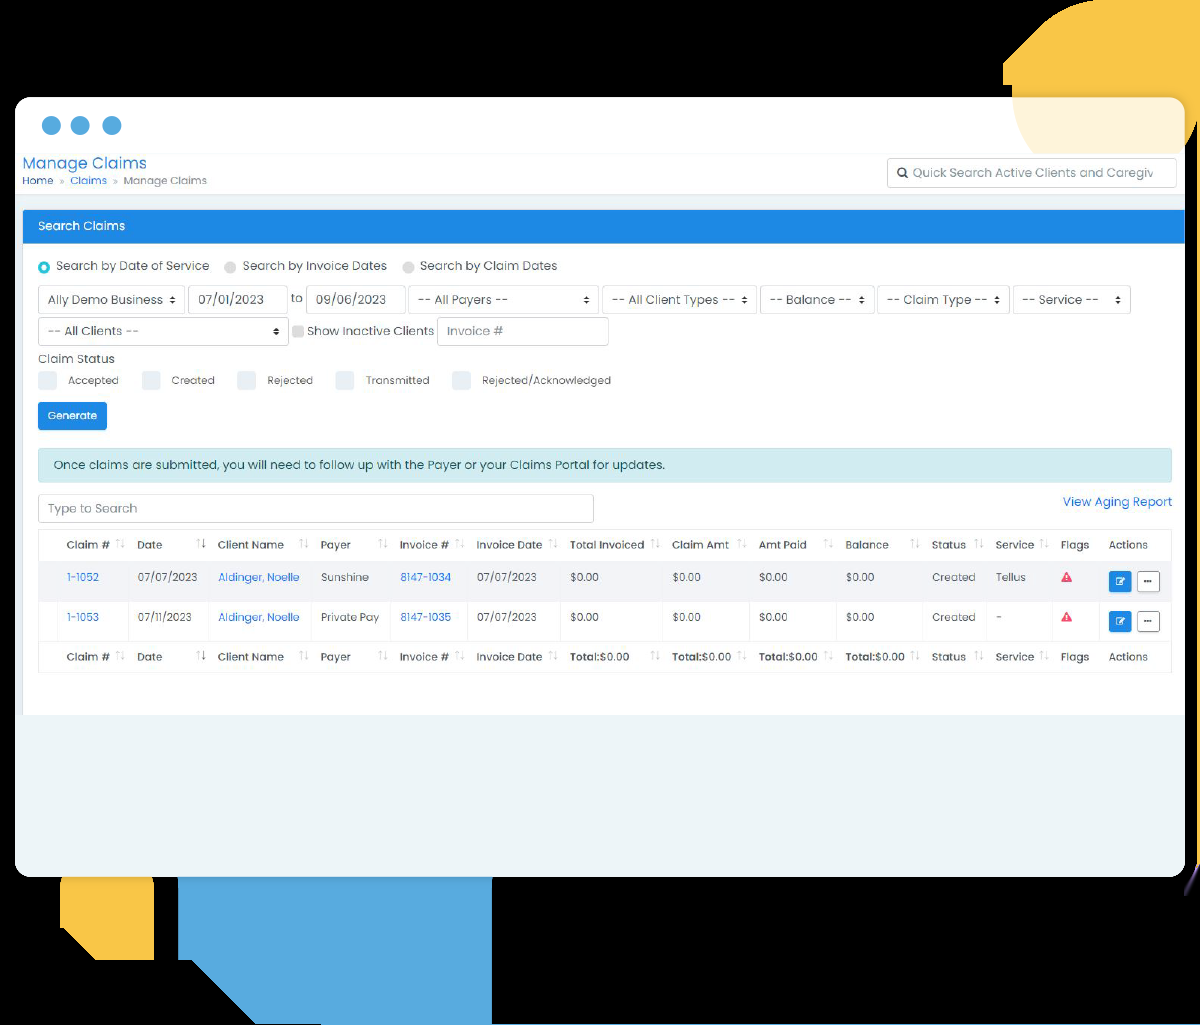 Manage Claims
Home » Claims » Manage Claims
Quick Search Active Clients and Caregiv
Search Claims
Search by Date of Service Search by Invoice Dates Search by Claim Dates
Ally Demo Business 07/01/2023 to 09/06/2023 -- All Payers -- -- All Client Types -- -- Balance -- -- Claim Type -- -- Service --
-- All Clients -- Show Inactive Clients Invoice #
Claim Status
Accepted Created Rejected Transmitted Rejected/Acknowledged
Generate
Once claims are submitted, you will need to follow up with the Payer or your Claims Portal for updates.
Type to Search View Aging Report
Claim # Date Client Name Payer Invoice # Invoice Date Total Invoiced Claim Amt Amt Paid Balance Status Service Flags Actions
1-1052 07/07/2023 Aldinger, Noelle Sunshine 8147-1034 07/07/2023 $0.00 $0.00 $0.00 $0.00 Created Tellus
1-1053 07/11/2023 Aldinger, Noelle Private Pay 8147-1035 07/07/2023 $0.00 $0.00 $0.00 $0.00 Created -
Claim # Date Client Name Payer Invoice # Invoice Date Total:$0.00 Total:$0.00 Total:$0.00 Total:$0.00 Status Service Flags Actions